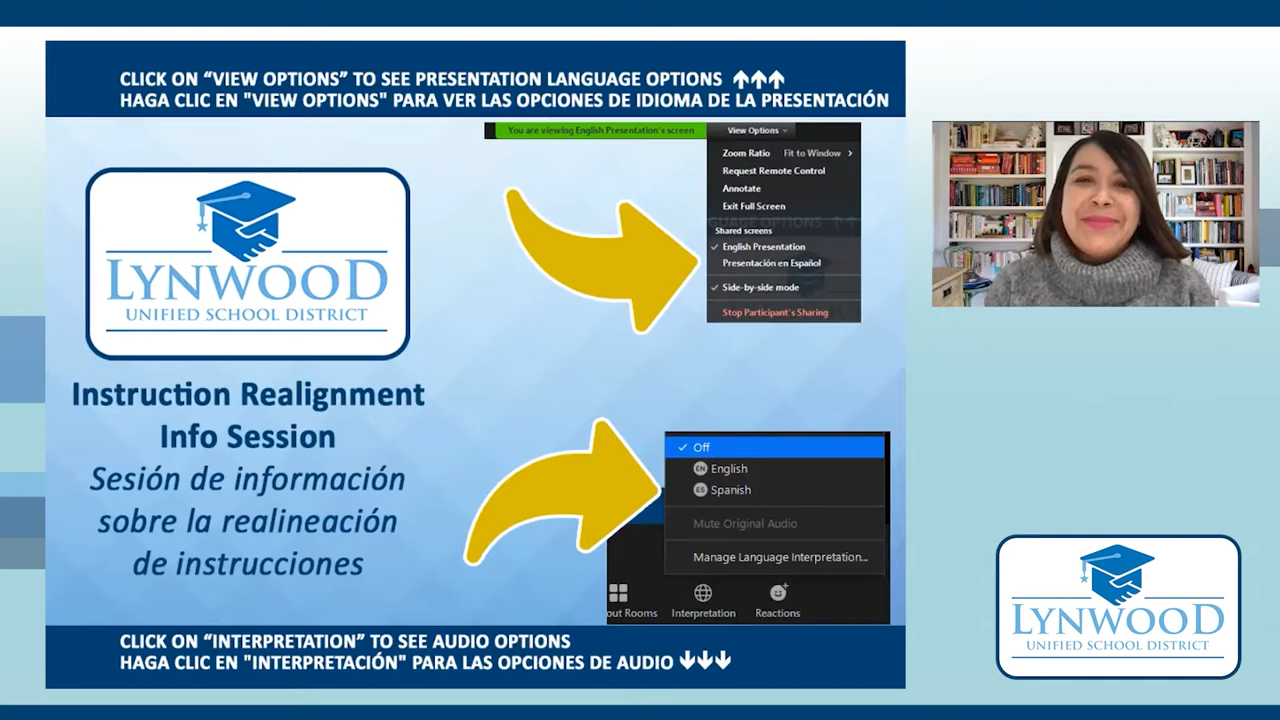 CLICK ON “VIEW OPTIONS” TO SEE PRESENTATION LANGUAGE OPTIONS
HAGA CLIC EN "VIEW OPTIONS" PARA VER LAS OPCIONES DE IDIOMA DE LA PRESENTACIÓN
You are viewing English Presentation's screen
View Options
Zoom Ratio Fit to Window
Request Remote Control
Annotate
Exit Full Screen
Shared screens
English Presentation
Presentación en Español
Side-by-side mode
Stop Participant's Sharing
LYNWOOD
UNIFIED SCHOOL DISTRICT
Instruction Realignment
Info Session
Sesión de información
sobre la realineación
de instrucciones
Off
EN English
ES Spanish
Mute Original Audio
Manage Language Interpretation...
out Rooms
Interpretation
Reactions
CLICK ON “INTERPRETATION” TO SEE AUDIO OPTIONS
HAGA CLIC EN "INTERPRETACIÓN" PARA LAS OPCIONES DE AUDIO
LYNWOOD
UNIFIED SCHOOL DISTRICT